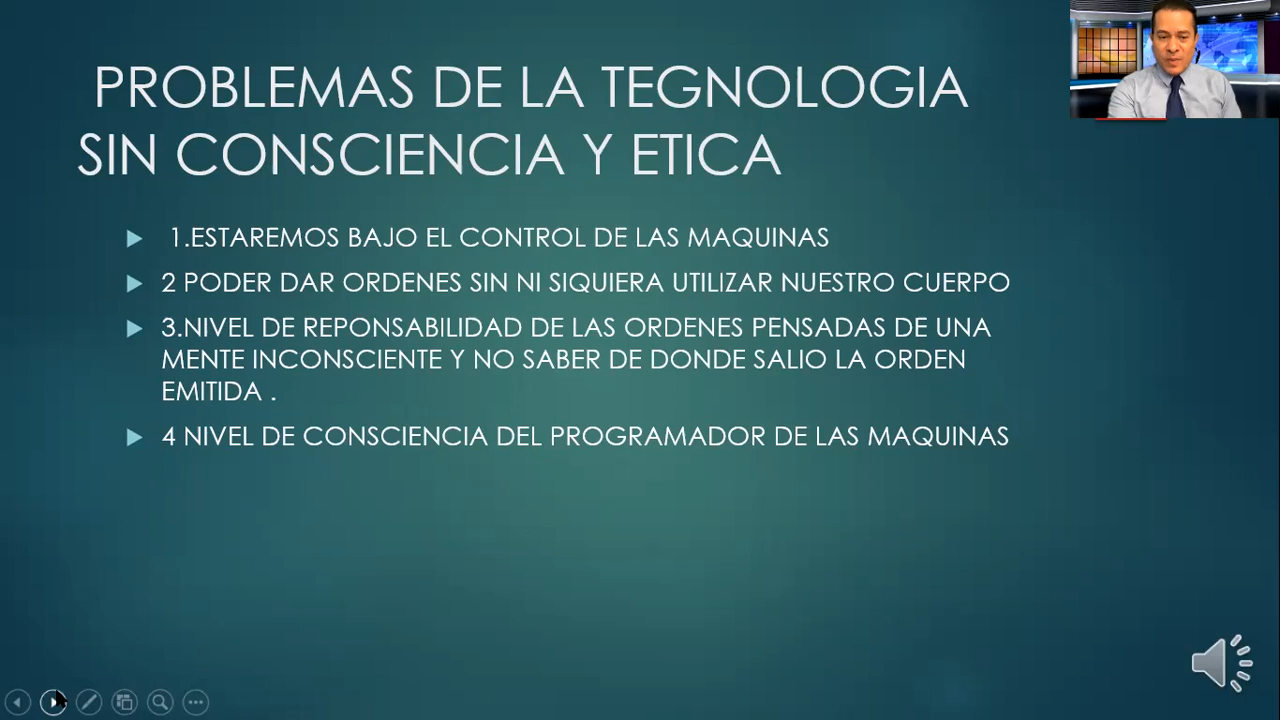 PROBLEMAS DE LA TEGNOLOGIA
SIN CONSCIENCIA Y ETICA
1.ESTAREMOS BAJO EL CONTROL DE LAS MAQUINAS
2 PODER DAR ORDENES SIN NI SIQUIERA UTILIZAR NUESTRO CUERPO
3.NIVEL DE REPONSABILIDAD DE LAS ORDENES PENSADAS DE UNA
MENTE INCONSCIENTE Y NO SABER DE DONDE SALIO LA ORDEN
EMITIDA .
4 NIVEL DE CONSCIENCIA DEL PROGRAMADOR DE LAS MAQUINAS